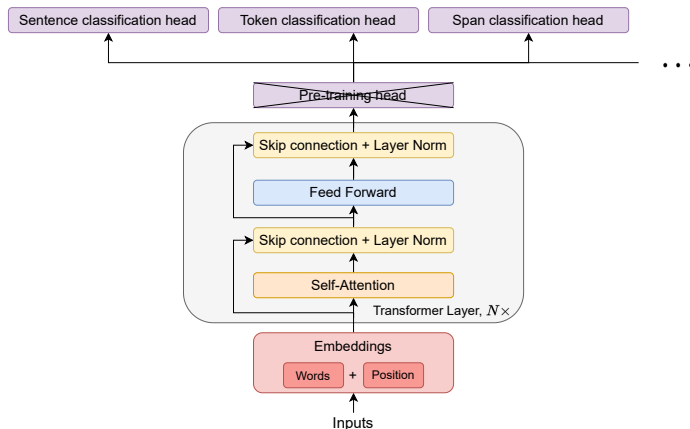 Sentence classification head
Token classification head
Span classification head
...
Pre-training head
Skip connection + Layer Norm
Feed Forward
Skip connection + Layer Norm
Self-Attention
Transformer Layer, N×
Embeddings
Words + Position
Inputs